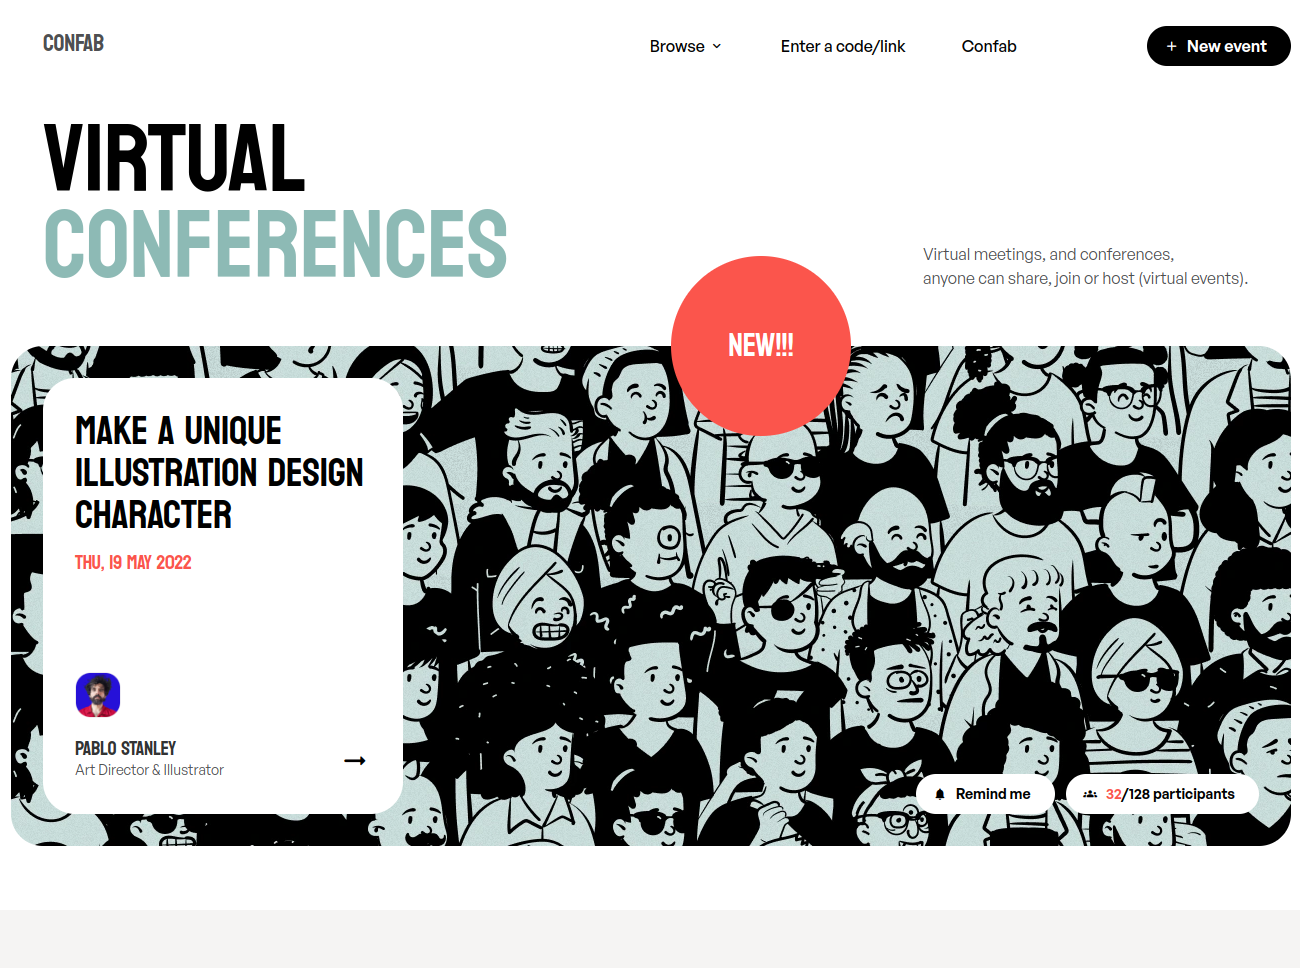 CONFAB
Browse
Enter a code/link
Confab
+ New event
VIRTUAL
CONFERENCES
Virtual meetings, and conferences,
anyone can share, join or host (virtual events).
NEW!!!
MAKE A UNIQUE
ILLUSTRATION DESIGN
CHARACTER
THU, 19 MAY 2022
PABLO STANLEY
Art Director & Illustrator
Remind me
32/128 participants